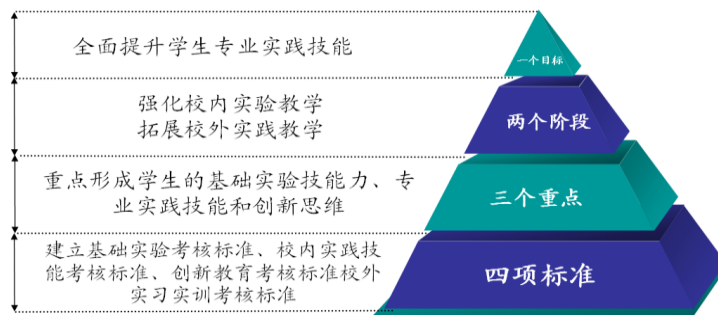 全面提升学生专业实践技能
一个目标
强化校内实验教学
拓展校外实践教学
两个阶段
重点形成学生的基础实验技能力、专
业实践技能和创新思维
三个重点
建立基础实验考核标准、校内实践技
能考核标准、创新教育考核标准校外
实习实训考核标准
四项标准